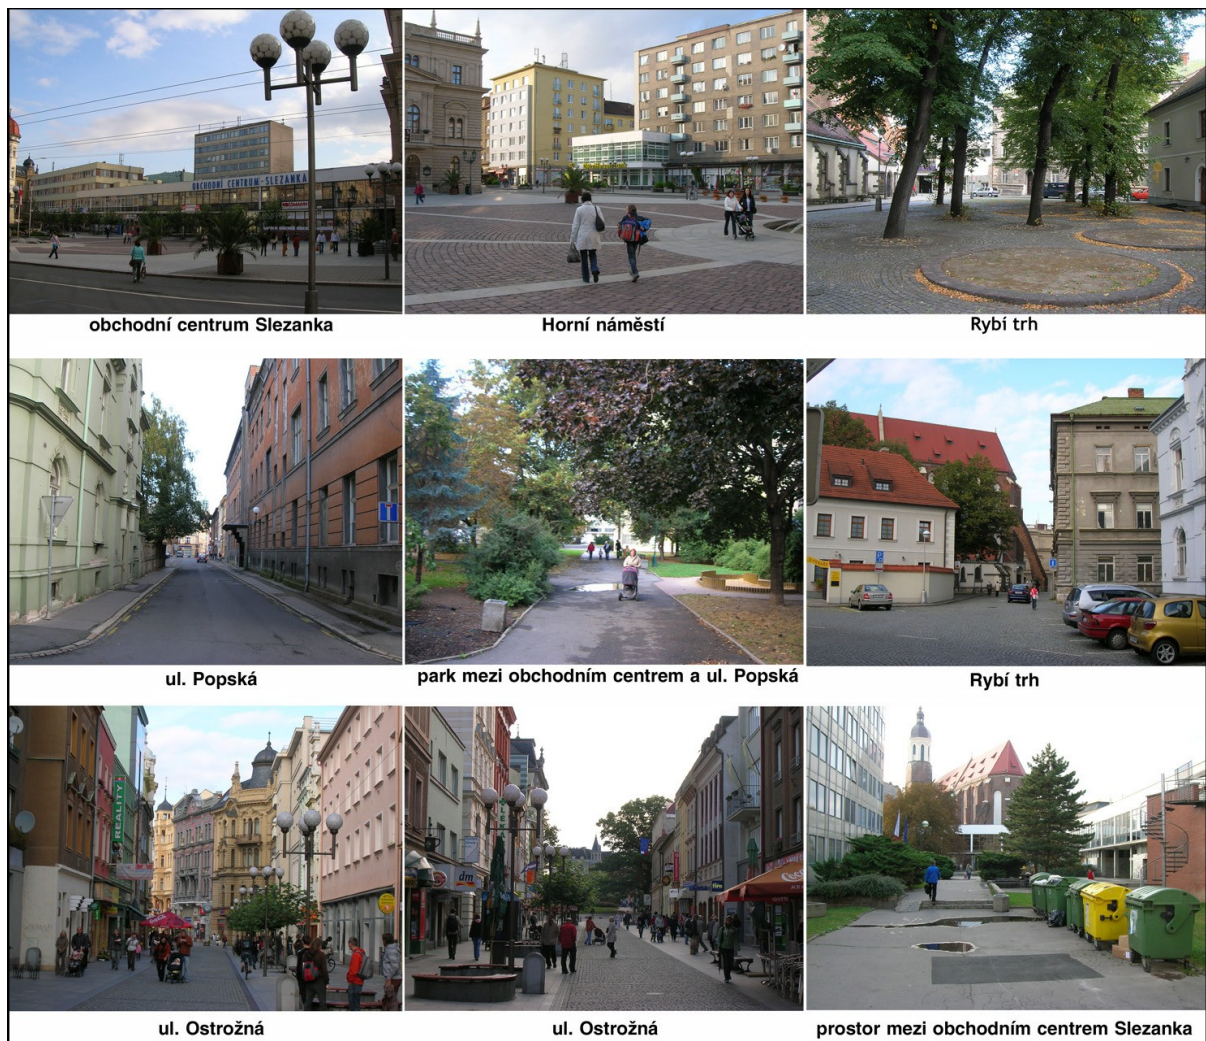 OBCHODNÍ CENTRUM-SLEZANKA
obchodní centrum Slezanka
Horní náměstí
Rybí trh
ul. Popská
park mezi obchodním centrem a ul. Popská
Rybí trh
REALITY
dm
ul. Ostrožná
ul. Ostrožná
prostor mezi obchodním centrem Slezanka